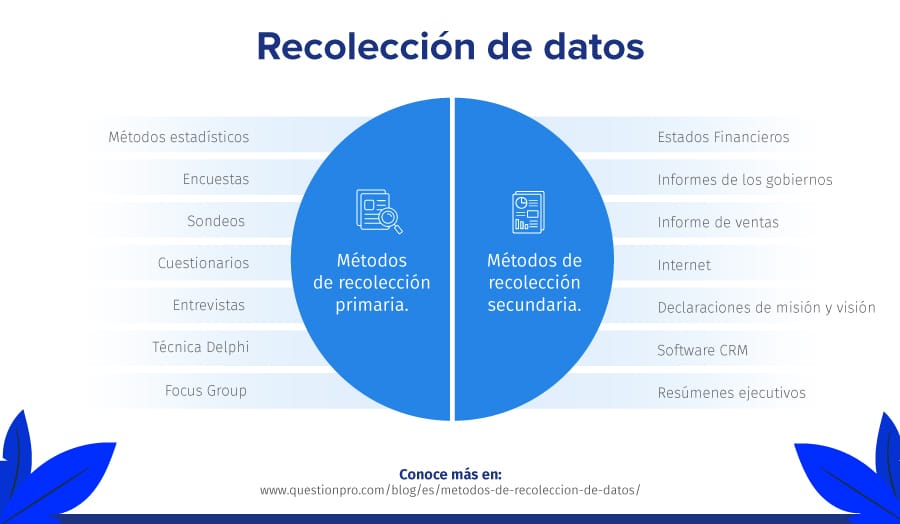 Recolección de datos
Métodos estadísticos
Encuestas
Sondeos
Cuestionarios
Entrevistas
Técnica Delphi
Focus Group
Métodos
de recolección
primaria.
Métodos de
recolección
secundaria.
Estados Financieros
Informes de los gobiernos
Informe de ventas
Internet
Declaraciones de misión y visión
Software CRM
Resúmenes ejecutivos
Conoce más en:
www.questionpro.com/blog/es/metodos-de-recoleccion-de-datos/